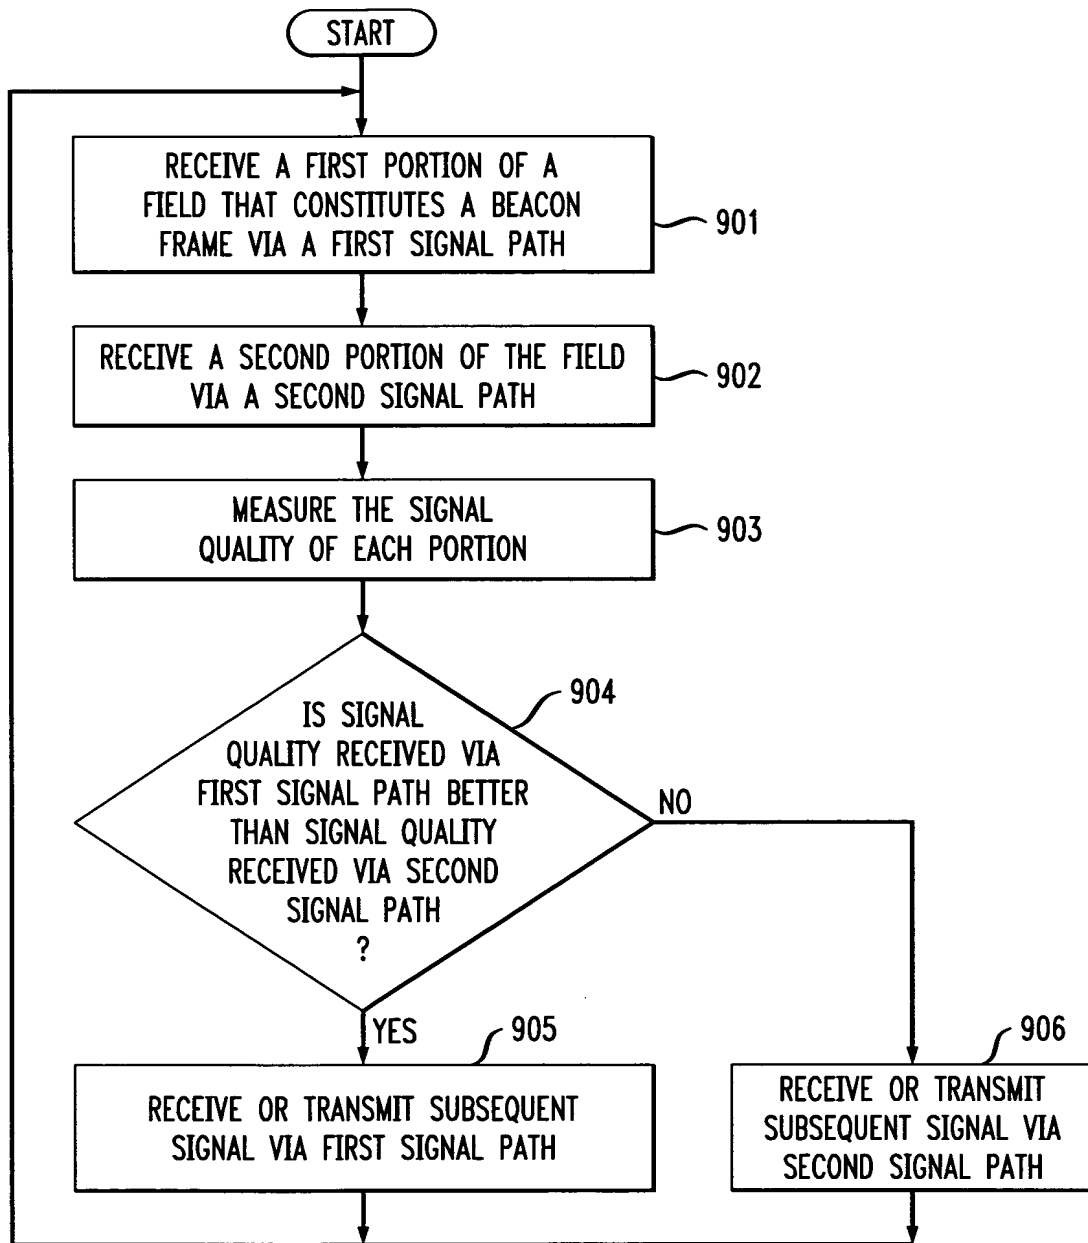 START
RECEIVE A FIRST PORTION OF A
FIELD THAT CONSTITUTES A BEACON
FRAME VIA A FIRST SIGNAL PATH
901
RECEIVE A SECOND PORTION OF THE FIELD
VIA A SECOND SIGNAL PATH
902
MEASURE THE SIGNAL
QUALITY OF EACH PORTION
903
904
IS SIGNAL
QUALITY RECEIVED VIA
FIRST SIGNAL PATH BETTER
THAN SIGNAL QUALITY
RECEIVED VIA SECOND
SIGNAL PATH
?
NO
YES
905
RECEIVE OR TRANSMIT SUBSEQUENT
SIGNAL VIA FIRST SIGNAL PATH
906
RECEIVE OR TRANSMIT
SUBSEQUENT SIGNAL VIA
SECOND SIGNAL PATH